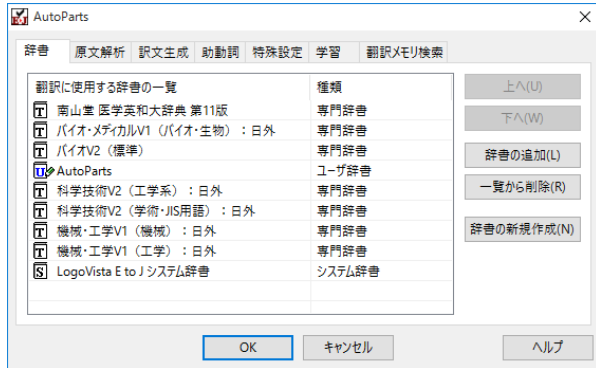 AutoParts
辞書 原文解析 訳文生成 助動詞 特殊設定 学習 翻訳メモリ検索
翻訳に使用する辞書の一覧 種類
T 南山堂 医学英和大辞典 第11版 専門辞書
T バイオ・メディカルV1（バイオ・生物）：日外 専門辞書
T バイオV2（標準） 専門辞書
U AutoParts ユーザ辞書
T 科学技術V2（工学系）：日外 専門辞書
T 科学技術V2（学術・JIS用語）：日外 専門辞書
T 機械・工学V1（機械）：日外 専門辞書
T 機械・工学V1（工学）：日外 専門辞書
S LogoVista E to J システム辞書 システム辞書
上へ(U)
下へ(W)
辞書の追加(L)
一覧から削除(R)
辞書の新規作成(N)
OK キャンセル ヘルプ